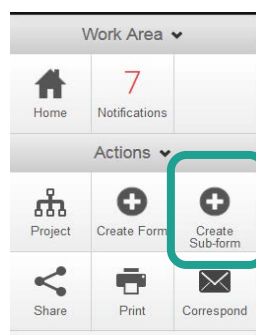 Work Area
7
Home Notifications
Actions
Project Create Form Create
Sub-form
Share Print Correspond